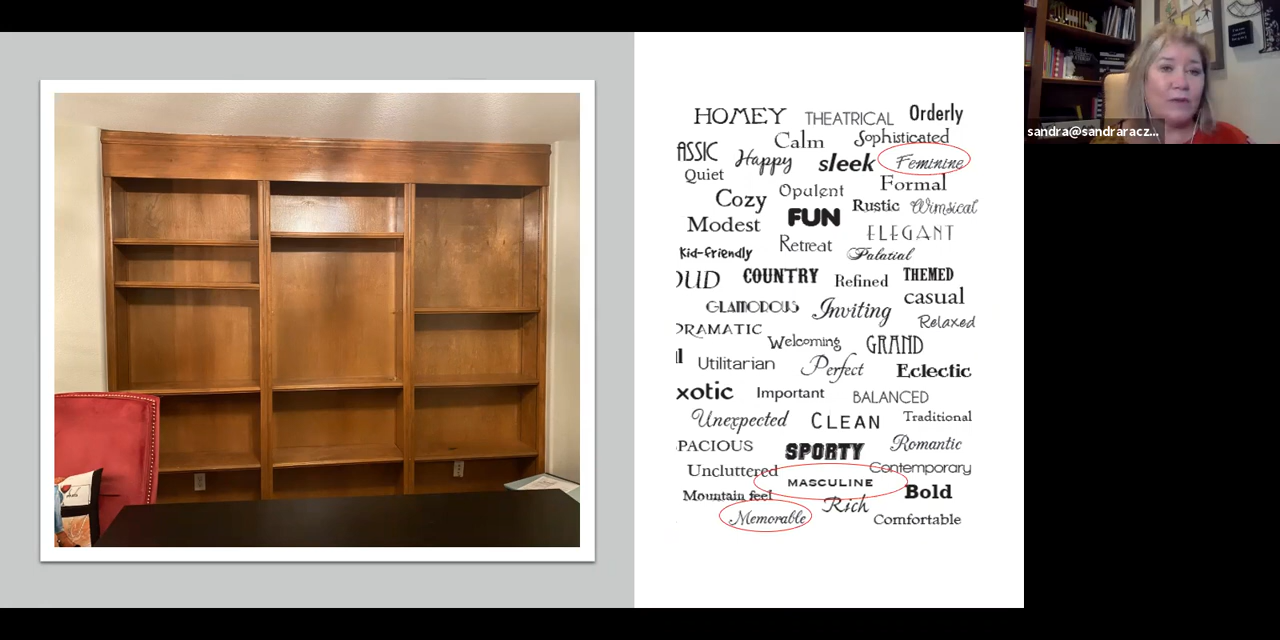 HOMEY THEATRICAL Orderly
Calm Sophisticated
ASSIC Happy sleek Feminine
Quiet Opulent Formal
Cozy Rustic Wimsical
Modest FUN ELEGANT
Kid-friendly Retreat Palatial
OUD COUNTRY Refined THEMED
GLAMOROUS Inviting casual
DRAMATIC Relaxed
Welcoming GRAND
Utilitarian Perfect Eclectic
xotic Important BALANCED
Unexpected CLEAN Traditional
PACIOUS SPORTY Romantic
Uncluttered Contemporary
MASCULINE
Mountain feel Rich Bold
Memorable Comfortable
sandra@sandraracz...